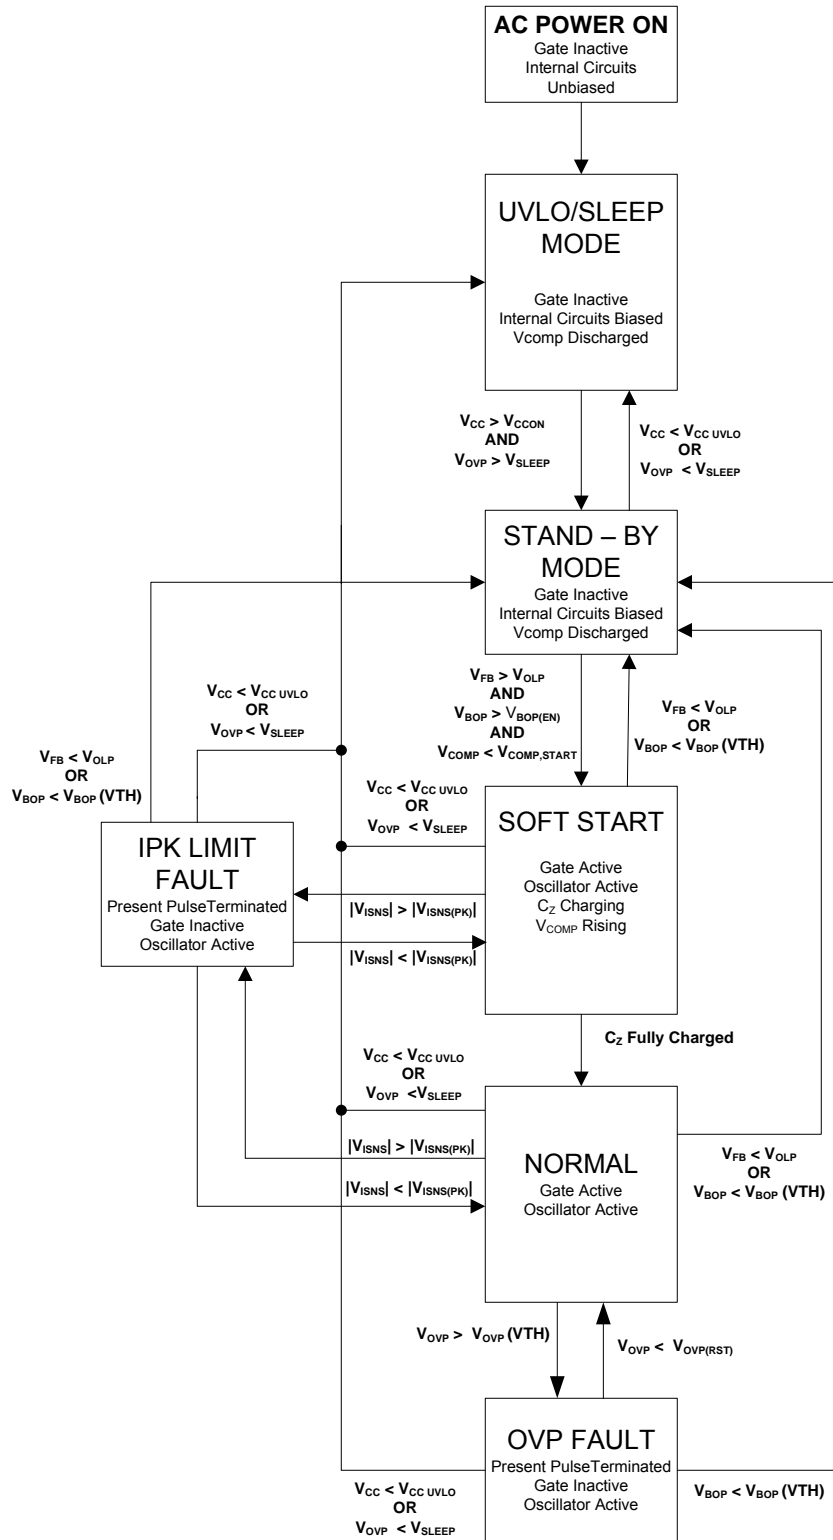 AC POWER ON
Gate Inactive
Internal Circuits
Unbiased
UVLO/SLEEP
MODE
Gate Inactive
Internal Circuits Biased
Vcomp Discharged
VCC > VCCON
AND
VOVP > VSLEEP
VCC < VCC UVLO
OR
VOVP < VSLEEP
STAND – BY
MODE
Gate Inactive
Internal Circuits Biased
Vcomp Discharged
VFB > VOLP
AND
VBOP > VBOP(EN)
AND
VCOMP < VCOMP,START
VFB < VOLP
OR
VBOP < VBOP (VTH)
VCC < VCC UVLO
OR
VOVP < VSLEEP
VFB < VOLP
OR
VBOP < VBOP (VTH)
VCC < VCC UVLO
OR
VOVP < VSLEEP
SOFT START
Gate Active
Oscillator Active
CZ Charging
VCOMP Rising
IPK LIMIT
FAULT
Present PulseTerminated
Gate Inactive
Oscillator Active
|VISNS| > |VISNS(PK)|
|VISNS| < |VISNS(PK)|
CZ Fully Charged
VCC < VCC UVLO
OR
VOVP <VSLEEP
|VISNS| > |VISNS(PK)|
|VISNS| < |VISNS(PK)|
NORMAL
Gate Active
Oscillator Active
VFB < VOLP
OR
VBOP < VBOP (VTH)
VOVP > VOVP (VTH)
VOVP < VOVP(RST)
OVP FAULT
Present PulseTerminated
Gate Inactive
Oscillator Active
VCC < VCC UVLO
OR
VOVP < VSLEEP
VBOP < VBOP (VTH)